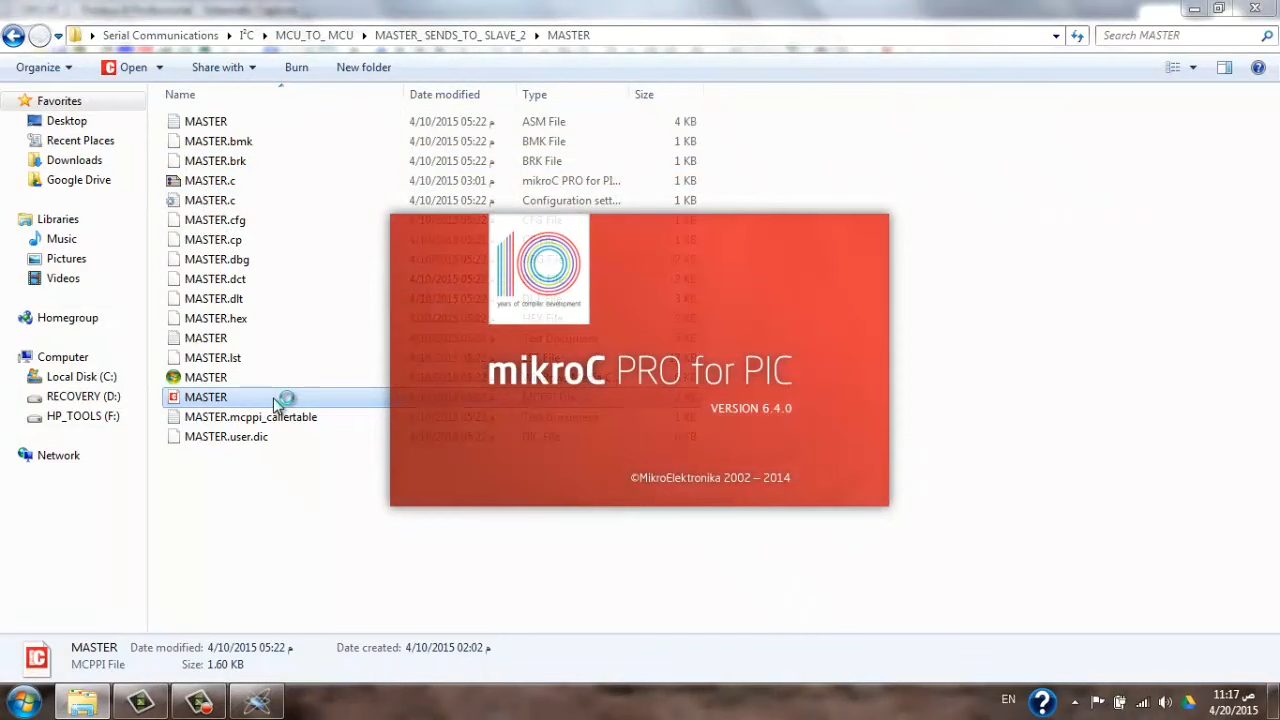 Serial Communications I²C MCU_TO_ MCU MASTER_ SENDS_TO_ SLAVE_2 MASTER Search MASTER
Organize Open Share with Burn New folder
Name Date modified Type Size
Favorites
Desktop
Recent Places
Downloads
Google Drive
Libraries
Music
Pictures
Videos
Homegroup
Computer
Local Disk (C:)
RECOVERY (D:)
HP_TOOLS (F:)
Network
MASTER 4/10/2015 05:22 م ASM File 4 KB
MASTER.bmk 4/10/2015 05:22 م BMK File 1 KB
MASTER.brk 4/10/2015 05:22 م BRK File 1 KB
MASTER.c 4/10/2015 03:01 م mikroC PRO for PI... 1 KB
MASTER.c 4/10/2015 05:22 م Configuration sett... 1 KB
MASTER.cfg
MASTER.cp
MASTER.dbg
MASTER.dct
MASTER.dlt
MASTER.hex
MASTER
MASTER.lst
MASTER
MASTER
MASTER.mcppi_callertable
MASTER.user.dic
years of compiler development
mikroC PRO for PIC
VERSION 6.4.0
©MikroElektronika 2002 – 2014
MASTER Date modified: 4/10/2015 05:22 م Date created: 4/10/2015 02:02 م
MCPPI File Size: 1.60 KB
EN 11:17 ص
4/20/2015